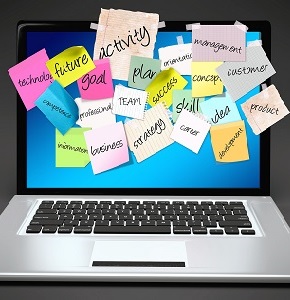 activity
management
technology
future
orientation
goal
plan
concept
customer
competence
professional
TEAM
success
skill
idea
product
information
business
strategy
career
development